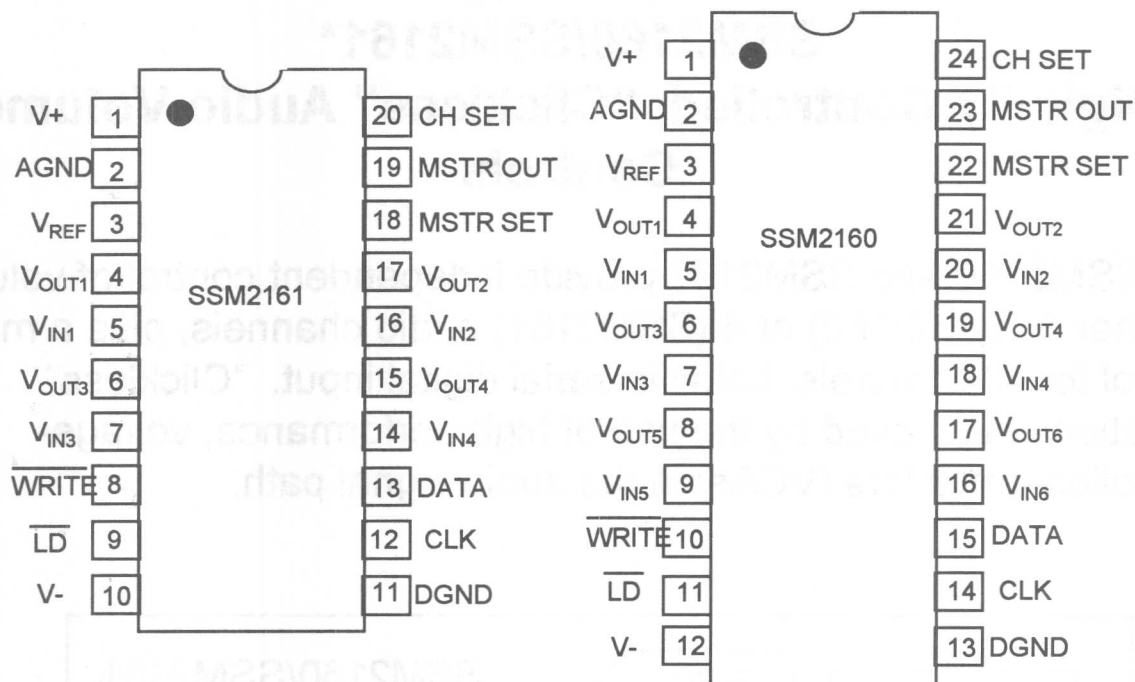 V+ 1 20 CH SET
AGND 2 19 MSTR OUT
VREF 3 18 MSTR SET
VOUT1 4 17 VOUT2
SSM2161
VIN1 5 16 VIN2
VOUT3 6 15 VOUT4
VIN3 7 14 VIN4
WRITE 8 13 DATA
LD 9 12 CLK
V- 10 11 DGND
V+ 1 24 CH SET
AGND 2 23 MSTR OUT
VREF 3 22 MSTR SET
VOUT1 4 21 VOUT2
SSM2160
VIN1 5 20 VIN2
VOUT3 6 19 VOUT4
VIN3 7 18 VIN4
VOUT5 8 17 VOUT6
VIN5 9 16 VIN6
WRITE 10 15 DATA
LD 11 14 CLK
V- 12 13 DGND